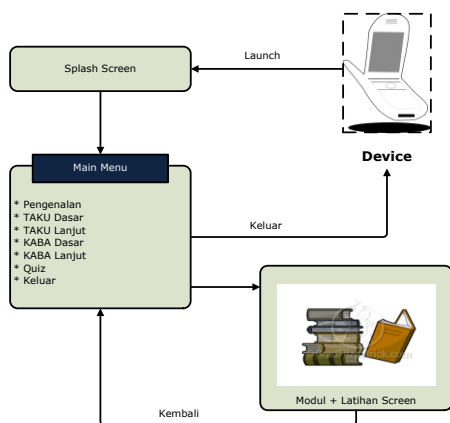 Launch
Splash Screen
Device
Main Menu
* Pengenalan
* TAKU Dasar
* TAKU Lanjut
* KABA Dasar
* KABA Lanjut
* Quiz
* Keluar
Keluar
Modul + Latihan Screen
Kembali